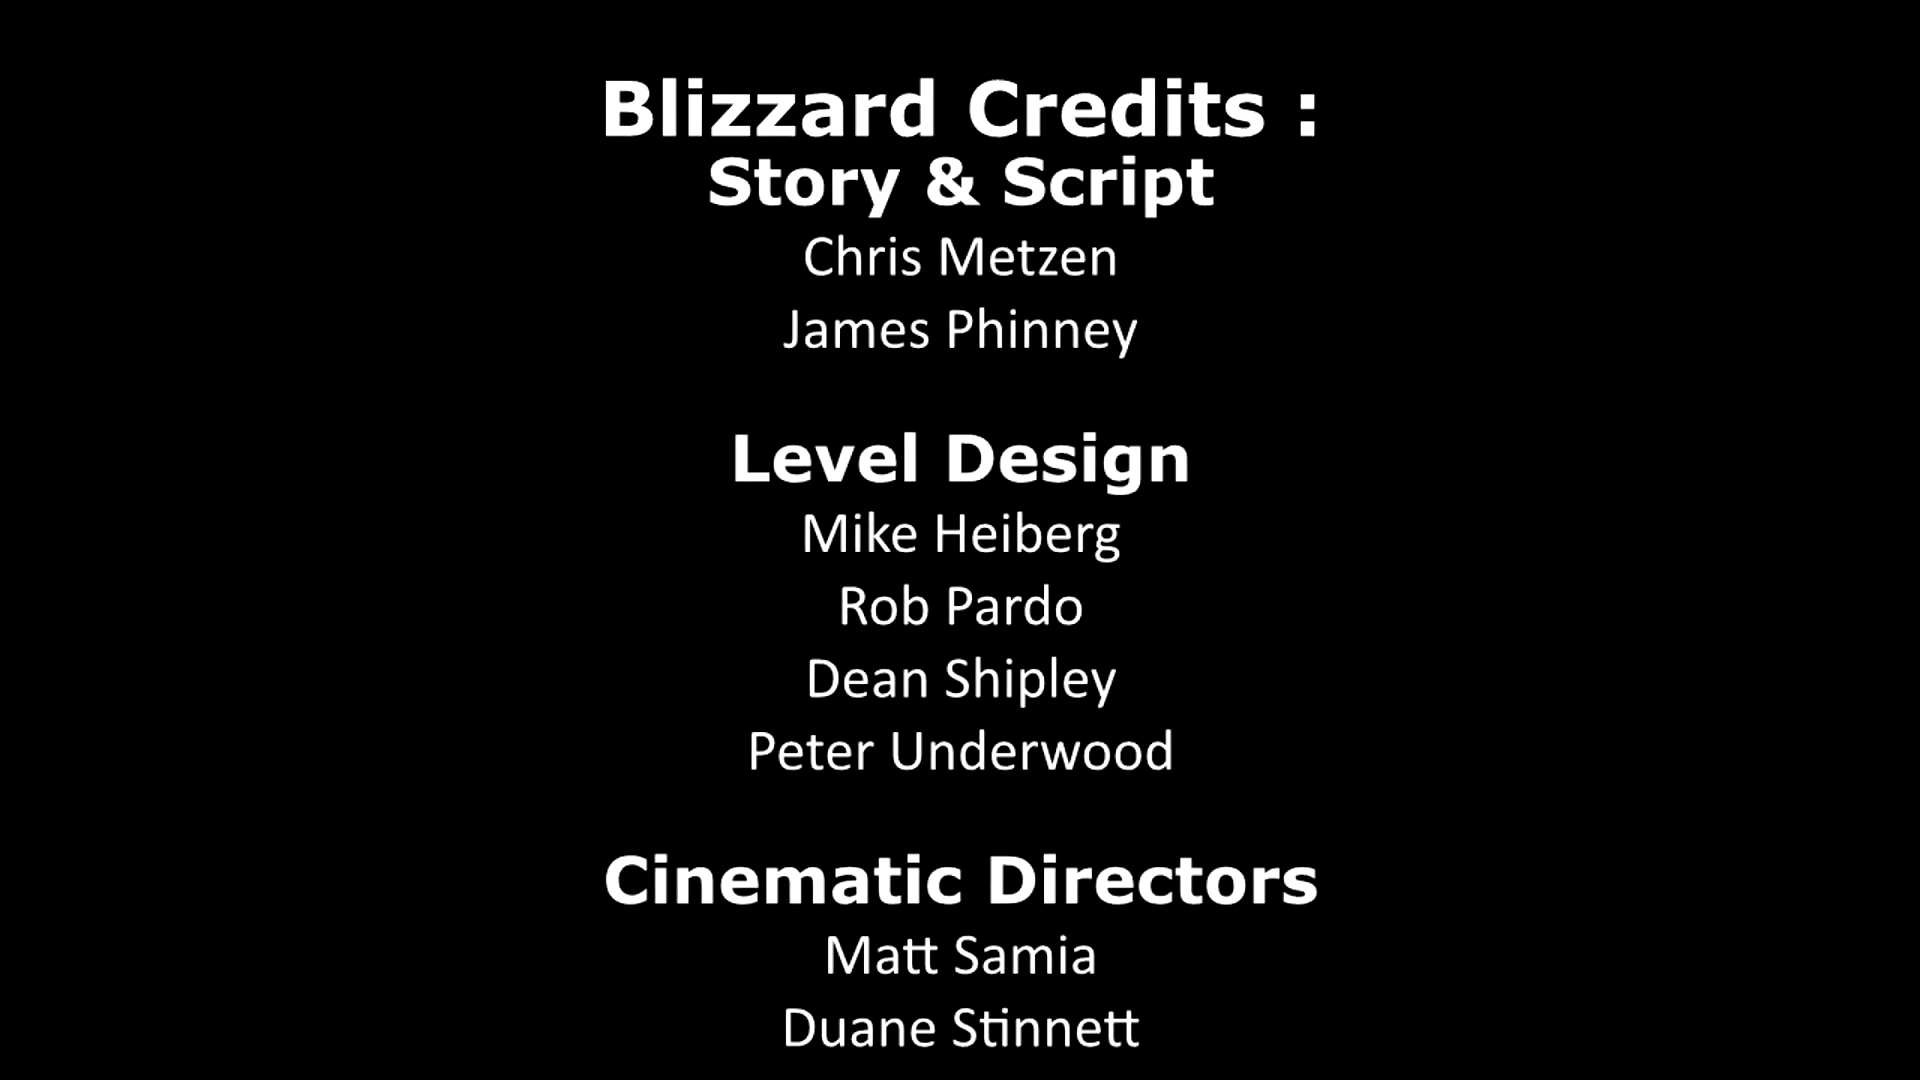 Blizzard Credits :
Story & Script
Chris Metzen
James Phinney
Level Design
Mike Heiberg
Rob Pardo
Dean Shipley
Peter Underwood
Cinematic Directors
Matt Samia
Duane Stinnett